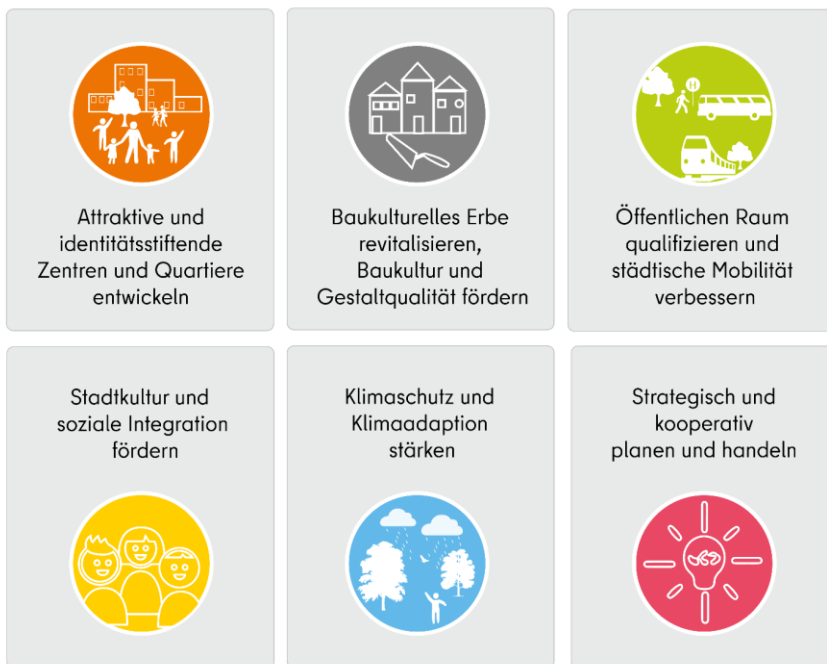 Attraktive und
identitätsstiftende
Zentren und Quartiere
entwickeln
Baukulturelles Erbe
revitalisieren,
Baukultur und
Gestaltqualität fördern
H
Öffentlichen Raum
qualifizieren und
städtische Mobilität
verbessern
Stadtkultur und
soziale Integration
fördern
Klimaschutz und
Klimaadaption
stärken
Strategisch und
kooperativ
planen und handeln